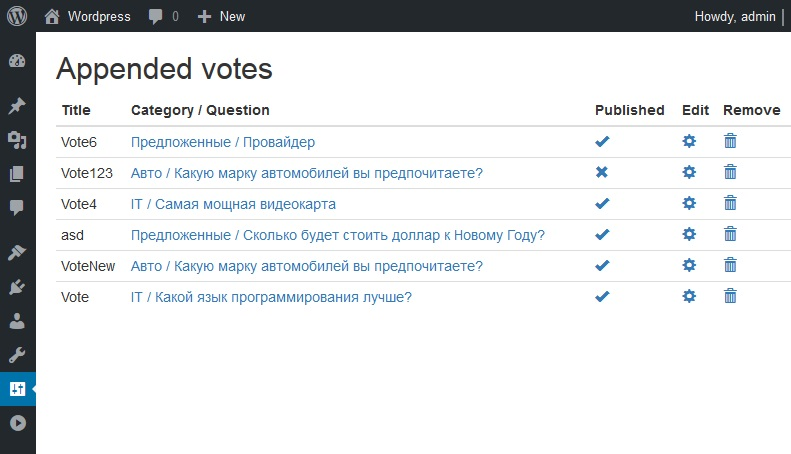 Wordpress 0 New Howdy, admin
Appended votes
Title Category / Question Published Edit Remove
Vote6 Предложенные / Провайдер
Vote123 Авто / Какую марку автомобилей вы предпочитаете?
Vote4 IT / Самая мощная видеокарта
asd Предложенные / Сколько будет стоить доллар к Новому Году?
VoteNew Авто / Какую марку автомобилей вы предпочитаете?
Vote IT / Какой язык программирования лучше?